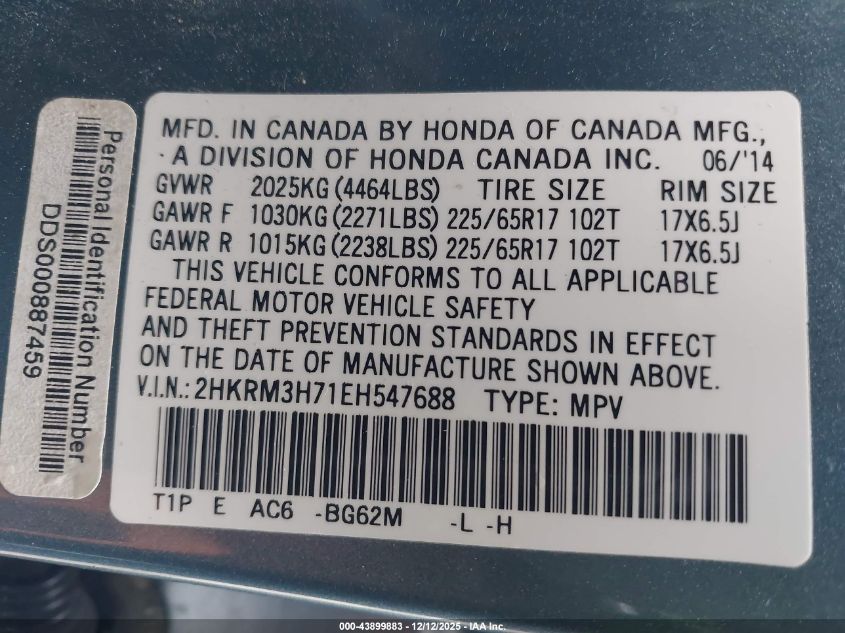 Personal Identification Number
DDS000887459
MFD. IN CANADA BY HONDA OF CANADA MFG.,
A DIVISION OF HONDA CANADA INC. 06/'14
GVWR 2025KG (4464LBS) TIRE SIZE RIM SIZE
GAWR F 1030KG (2271LBS) 225/65R17 102T 17X6.5J
GAWR R 1015KG (2238LBS) 225/65R17 102T 17X6.5J
THIS VEHICLE CONFORMS TO ALL APPLICABLE
FEDERAL MOTOR VEHICLE SAFETY
AND THEFT PREVENTION STANDARDS IN EFFECT
ON THE DATE OF MANUFACTURE SHOWN ABOVE.
V.I.N.: 2HKRM3H71EH547688 TYPE: MPV
T1P E AC6 -BG62M -L -H
000-43899883 - 12/12/2025 - IAA Inc.